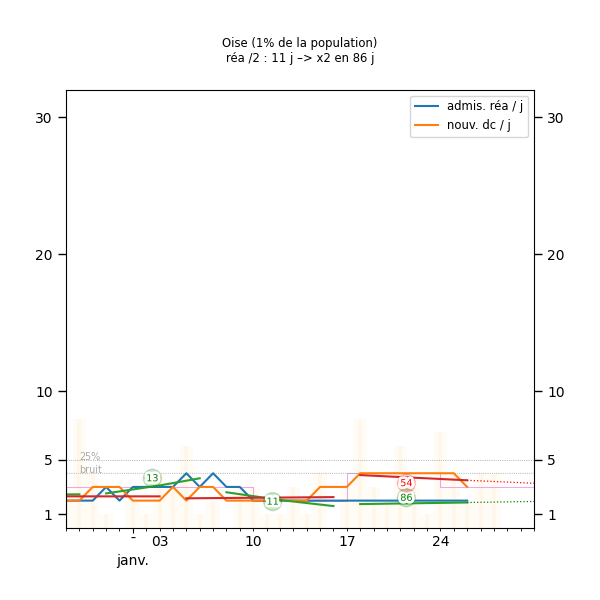 Oise (1% de la population)
réa /2 : 11 j –> x2 en 86 j
admis. réa / j
nouv. dc / j
30
30
20
20
10
10
5
5
1
1
25%
bruit
13
11
54
86
- 03 10 17 24
janv.